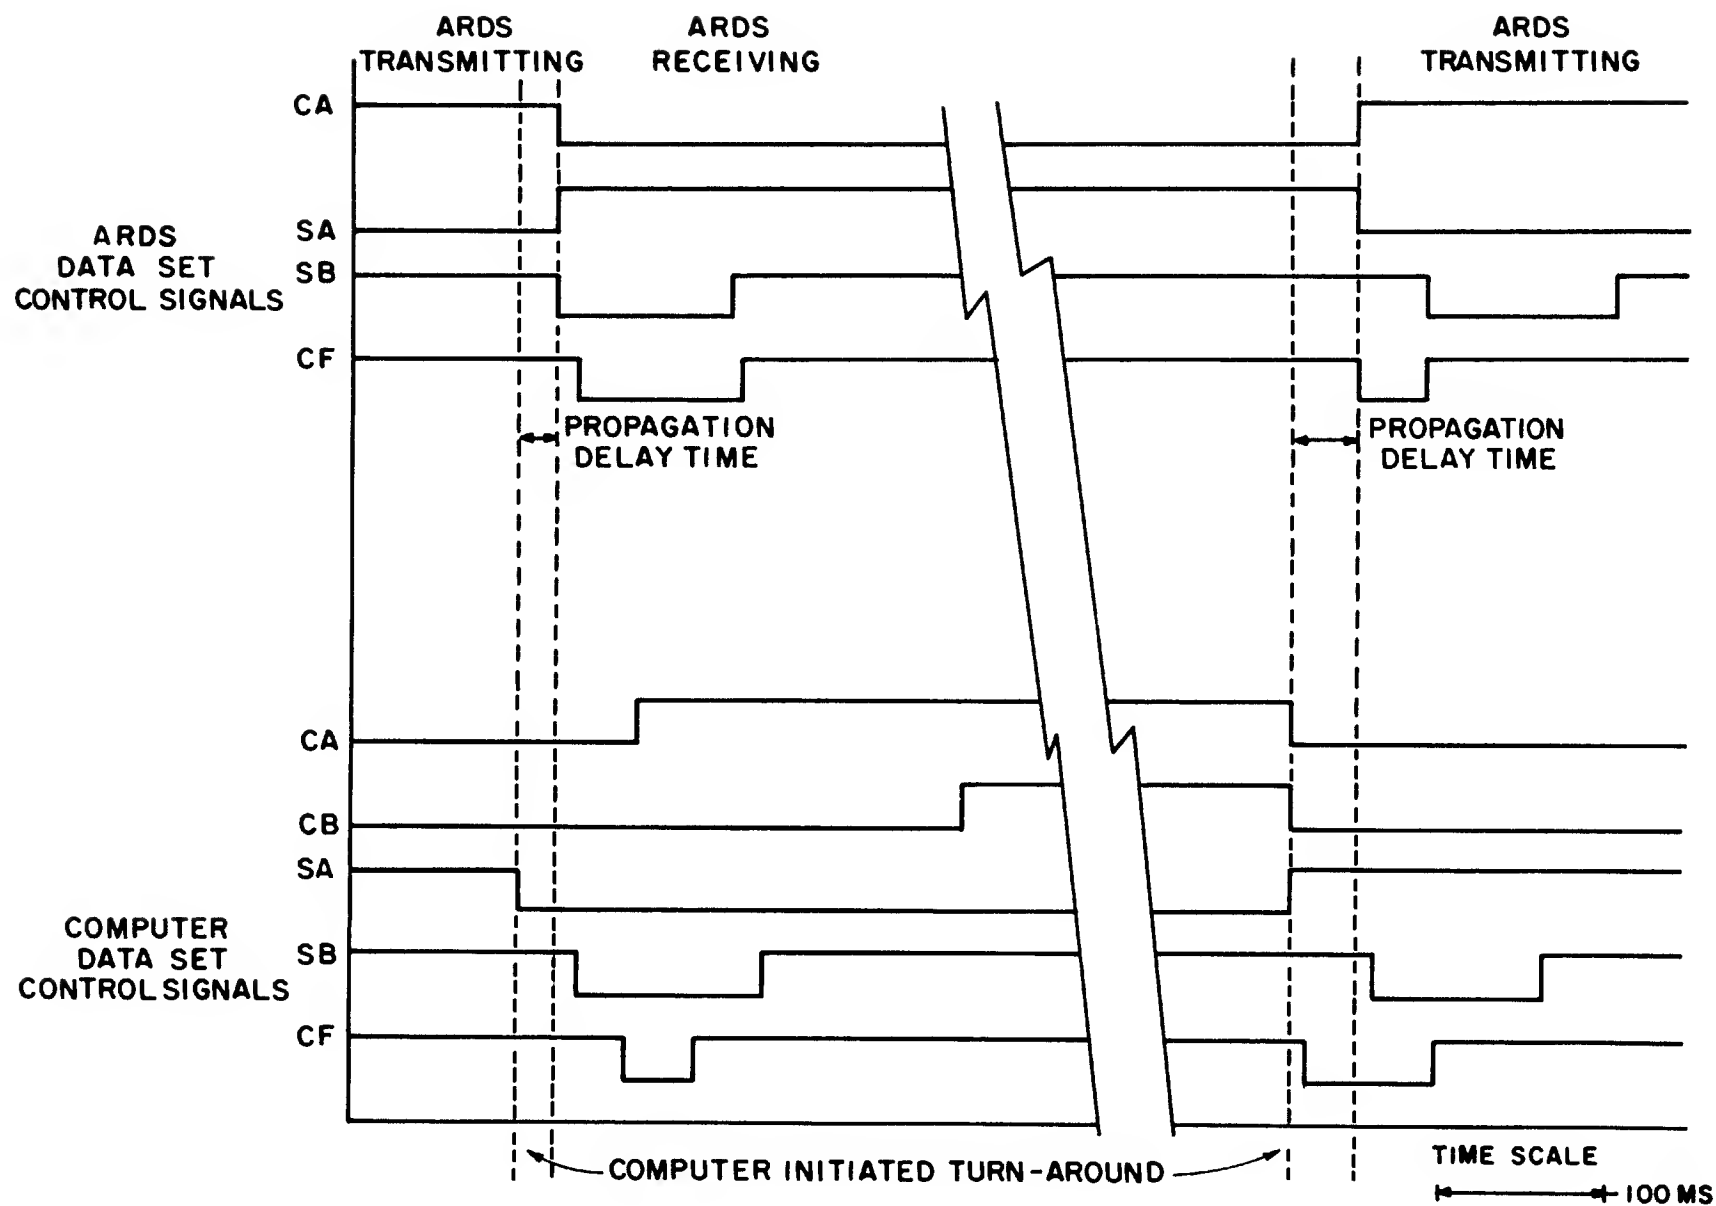 ARDS
TRANSMITTING
ARDS
RECEIVING
ARDS
TRANSMITTING
CA
SA
ARDS
DATA SET
CONTROL SIGNALS
SB
CF
PROPAGATION
DELAY TIME
PROPAGATION
DELAY TIME
CA
CB
SA
COMPUTER
DATA SET
CONTROL SIGNALS
SB
CF
COMPUTER INITIATED TURN-AROUND
TIME SCALE
100 MS